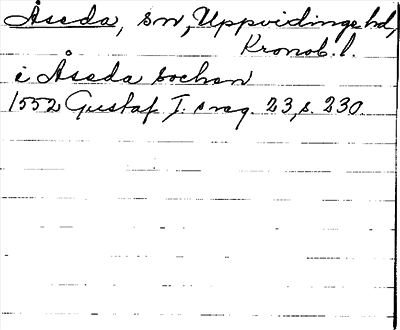 Åseda, sn, Uppvidinge hd,
Kronob. l.
i Åseda sochen
1552 Gustaf I:s reg. 23, s. 230.